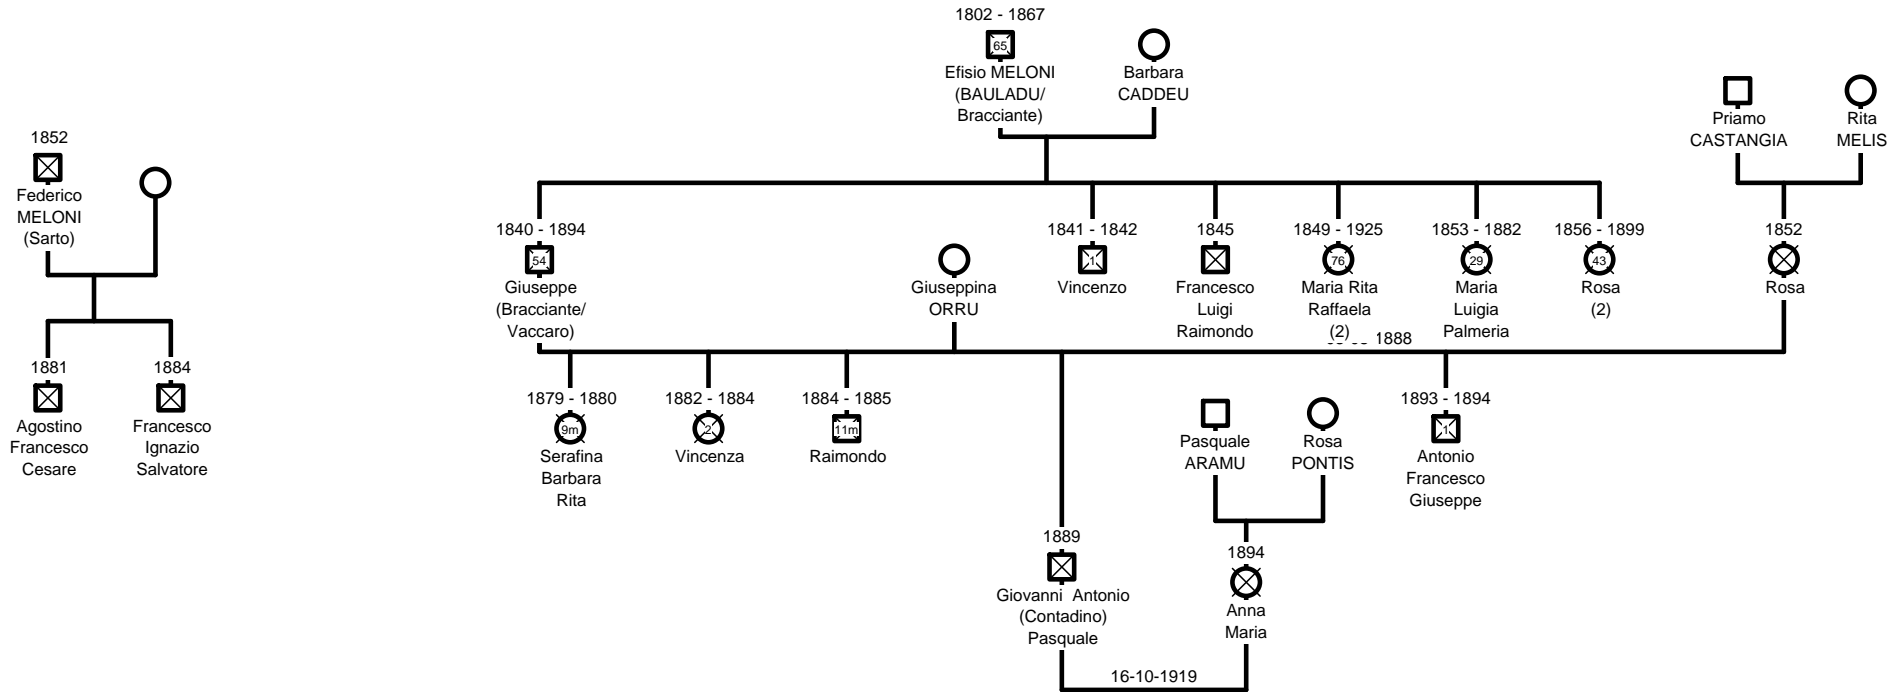 1802 - 1867
65
Efisio MELONI
(BAULADU/
Bracciante)
Barbara
CADDEU
Priamo
CASTANGIA
Rita
MELIS
1852
Federico
MELONI
(Sarto)
1840 - 1894
54
Giuseppe
(Bracciante/
Vaccaro)
Giuseppina
ORRU
1841 - 1842
1
Vincenzo
1845
Francesco
Luigi
Raimondo
1849 - 1925
76
Maria Rita
Raffaela
(2)
1853 - 1882
29
Maria
Luigia
Palmeria
1856 - 1899
43
Rosa
(2)
1852
Rosa
1888
1881
Agostino
Francesco
Cesare
1884
Francesco
Ignazio
Salvatore
1879 - 1880
9m
Serafina
Barbara
Rita
1882 - 1884
2
Vincenza
1884 - 1885
11m
Raimondo
Pasquale
ARAMU
Rosa
PONTIS
1893 - 1894
1
Antonio
Francesco
Giuseppe
1889
Giovanni  Antonio
(Contadino)
Pasquale
1894
Anna
Maria
16-10-1919